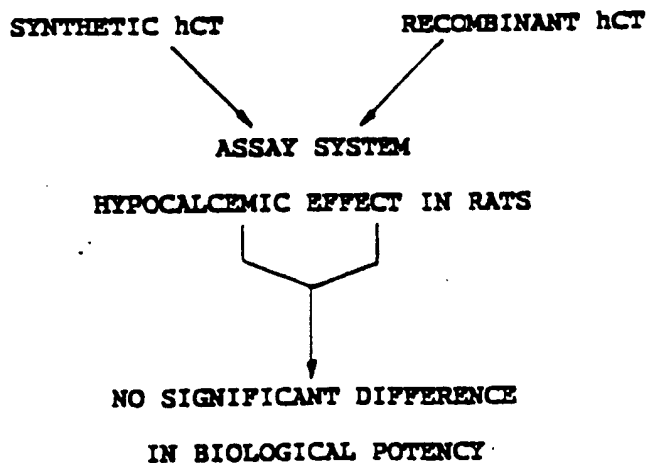 SYNTHETIC hCT
RECOMBINANT hCT
ASSAY SYSTEM
HYPOCALCEMIC EFFECT IN RATS
NO SIGNIFICANT DIFFERENCE
IN BIOLOGICAL POTENCY